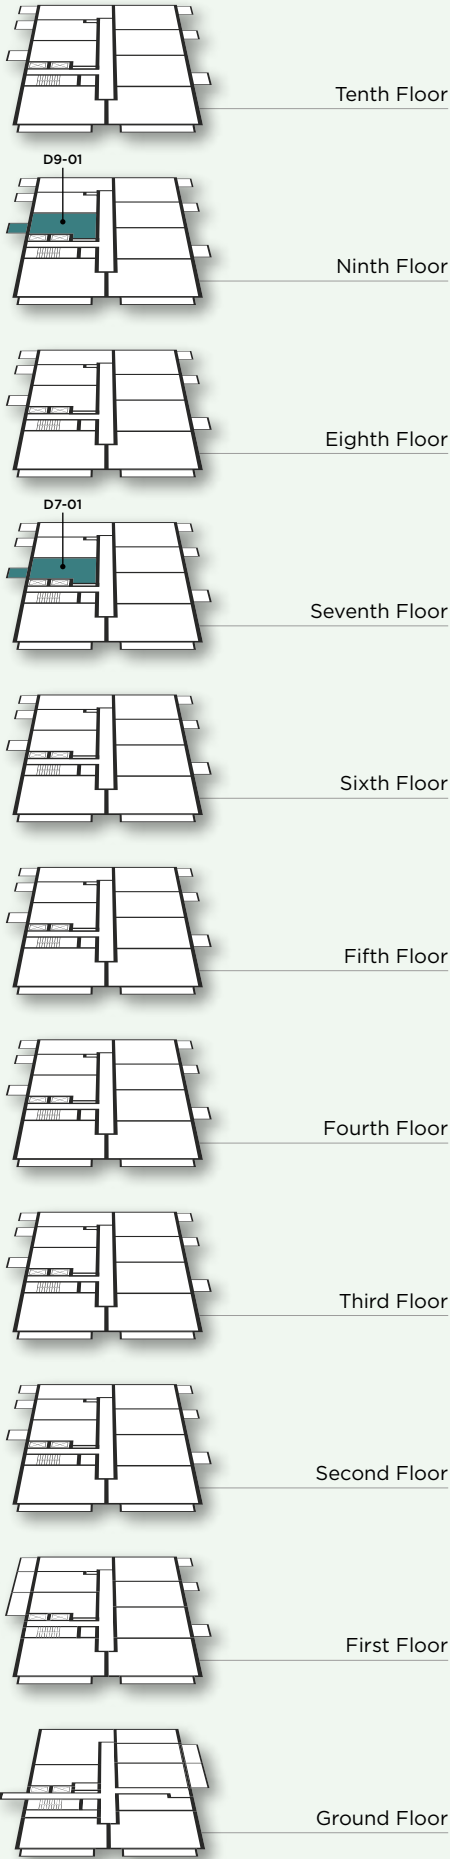 Tenth Floor
D9-01
Ninth Floor
Eighth Floor
D7-01
Seventh Floor
Sixth Floor
Fifth Floor
Fourth Floor
Third Floor
Second Floor
First Floor
Ground Floor